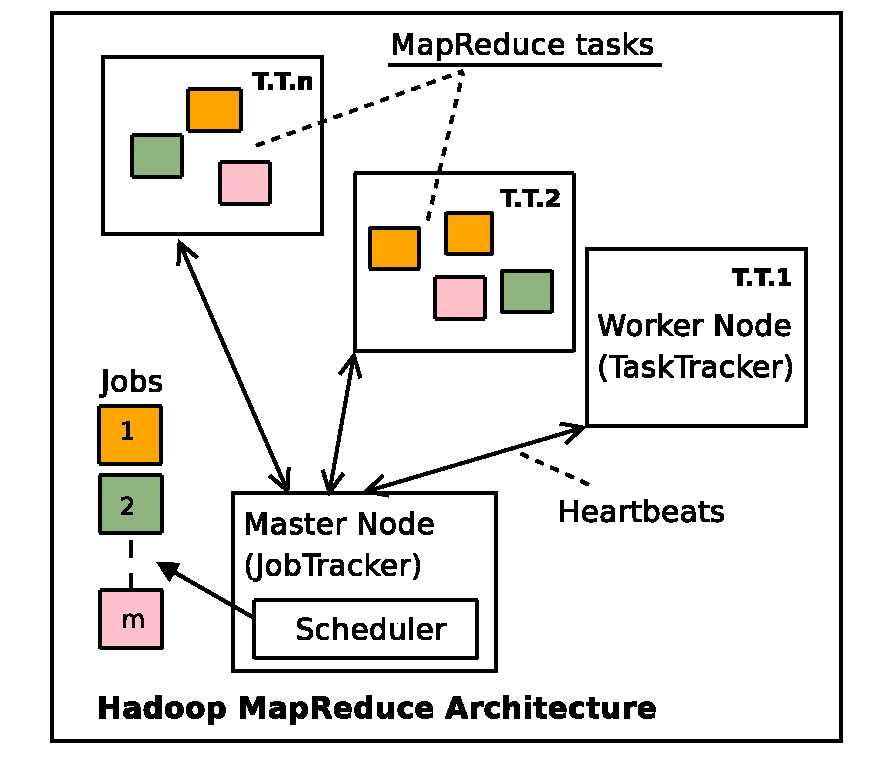 MapReduce tasks
T.T.n
T.T.2
T.T.1
Worker Node
(TaskTracker)
Jobs
1
2
m
Heartbeats
Master Node
(JobTracker)
Scheduler
Hadoop MapReduce Architecture